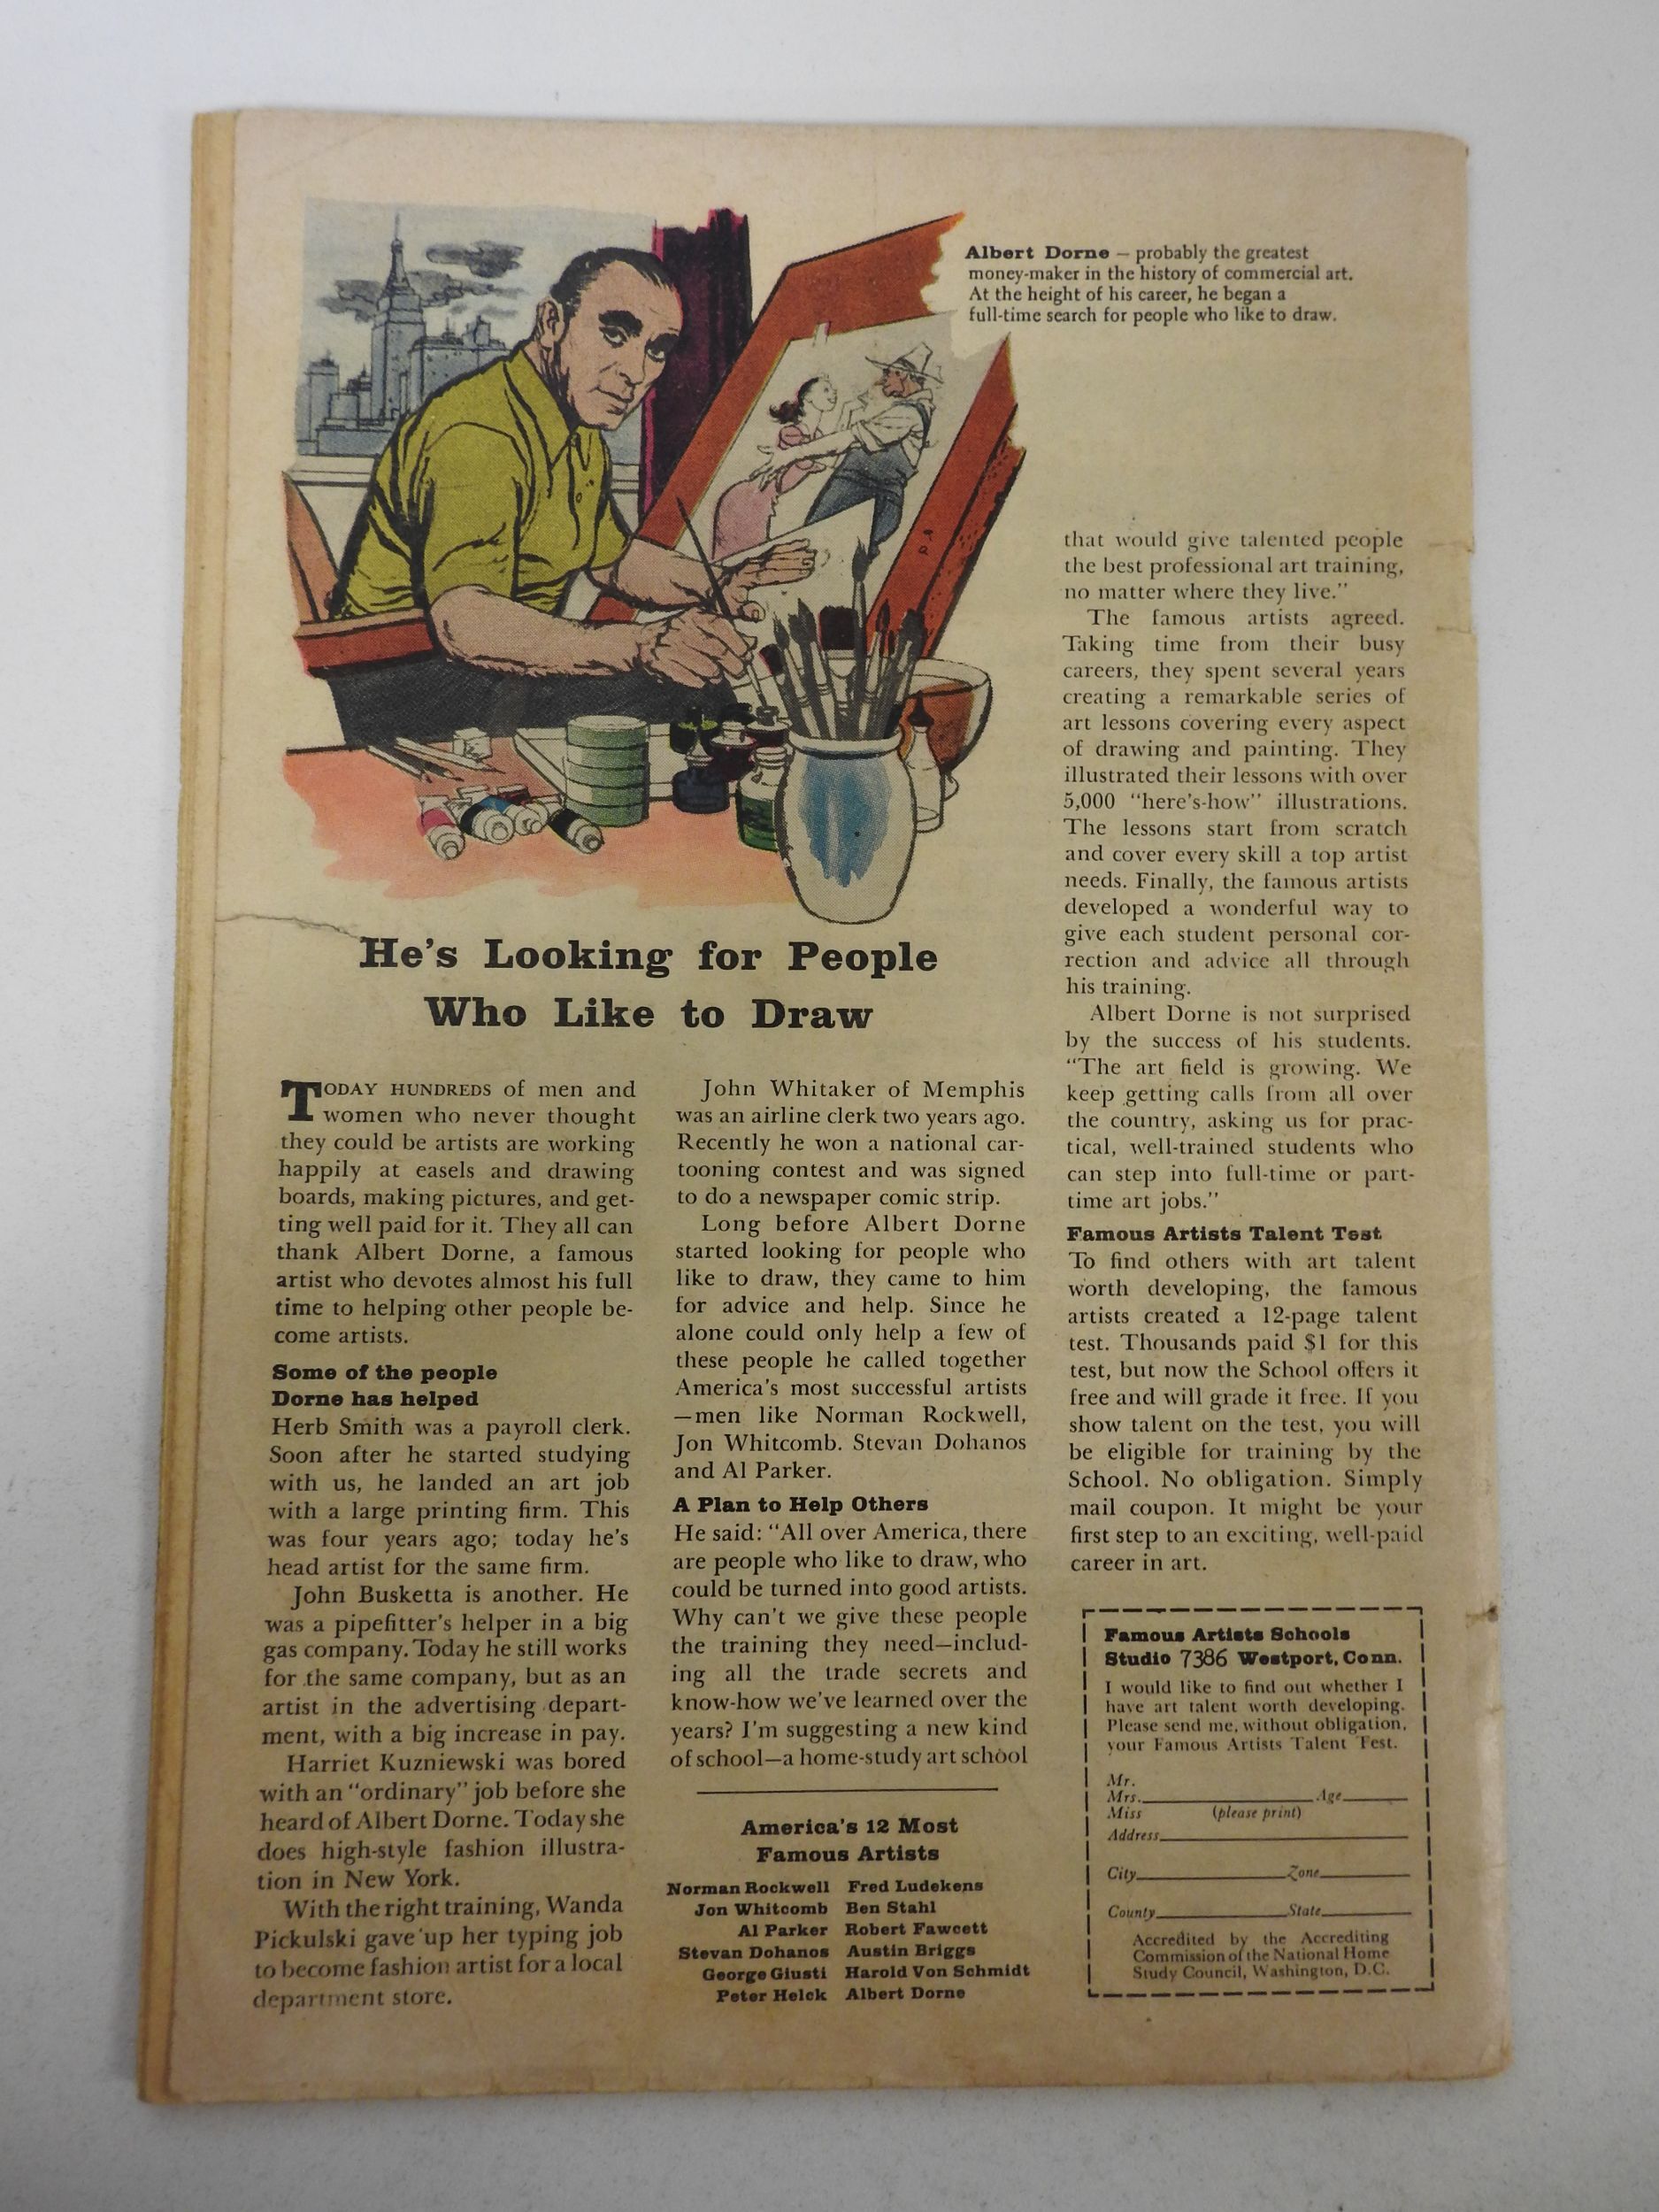 Albert Dorne — probably the greatest
money-maker in the history of commercial art.
At the height of his career, he began a
full-time search for people who like to draw.
He's Looking for People
Who Like to Draw
TODAY HUNDREDS of men and
women who never thought
they could be artists are working
happily at easels and drawing
boards, making pictures, and get-
ting well paid for it. They all can
thank Albert Dorne, a famous
artist who devotes almost his full
time to helping other people be-
come artists.
Some of the people
Dorne has helped
Herb Smith was a payroll clerk.
Soon after he started studying
with us, he landed an art job
with a large printing firm. This
was four years ago; today he's
head artist for the same firm.
John Busketta is another. He
was a pipefitter's helper in a big
gas company. Today he still works
for the same company, but as an
artist in the advertising depart-
ment, with a big increase in pay.
Harriet Kuzniewski was bored
with an "ordinary" job before she
heard of Albert Dorne. Today she
does high-style fashion illustra-
tion in New York.
With the right training, Wanda
Pickulski gave up her typing job
to become fashion artist for a local
department store.
John Whitaker of Memphis
was an airline clerk two years ago.
Recently he won a national car-
tooning contest and was signed
to do a newspaper comic strip.
Long before Albert Dorne
started looking for people who
like to draw, they came to him
for advice and help. Since he
alone could only help a few of
these people he called together
America's most successful artists
—men like Norman Rockwell,
Jon Whitcomb. Stevan Dohanos
and Al Parker.
A Plan to Help Others
He said: "All over America, there
are people who like to draw, who
could be turned into good artists.
Why can't we give these people
the training they need—includ-
ing all the trade secrets and
know-how we've learned over the
years? I'm suggesting a new kind
of school—a home-study art school
America's 12 Most
Famous Artists
Norman Rockwell Fred Ludekens
Jon Whitcomb Ben Stahl
Al Parker Robert Fawcett
Stevan Dohanos Austin Briggs
George Giusti Harold Von Schmidt
Peter Helck Albert Dorne
that would give talented people
the best professional art training,
no matter where they live."
The famous artists agreed.
Taking time from their busy
careers, they spent several years
creating a remarkable series of
art lessons covering every aspect
of drawing and painting. They
illustrated their lessons with over
5,000 "here's-how" illustrations.
The lessons start from scratch
and cover every skill a top artist
needs. Finally, the famous artists
developed a wonderful way to
give each student personal cor-
rection and advice all through
his training.
Albert Dorne is not surprised
by the success of his students.
"The art field is growing. We
keep getting calls from all over
the country, asking us for prac-
tical, well-trained students who
can step into full-time or part-
time art jobs."
Famous Artists Talent Test
To find others with art talent
worth developing, the famous
artists created a 12-page talent
test. Thousands paid $1 for this
test, but now the School offers it
free and will grade it free. If you
show talent on the test, you will
be eligible for training by the
School. No obligation. Simply
mail coupon. It might be your
first step to an exciting, well-paid
career in art.
Famous Artists Schools
Studio 7386 Westport, Conn.
I would like to find out whether I
have art talent worth developing.
Please send me, without obligation,
your Famous Artists Talent Test.
Mr.
Mrs. Age
Miss (please print)
Address
City Zone
County State
Accredited by the Accrediting
Commission of the National Home
Study Council, Washington, D.C.